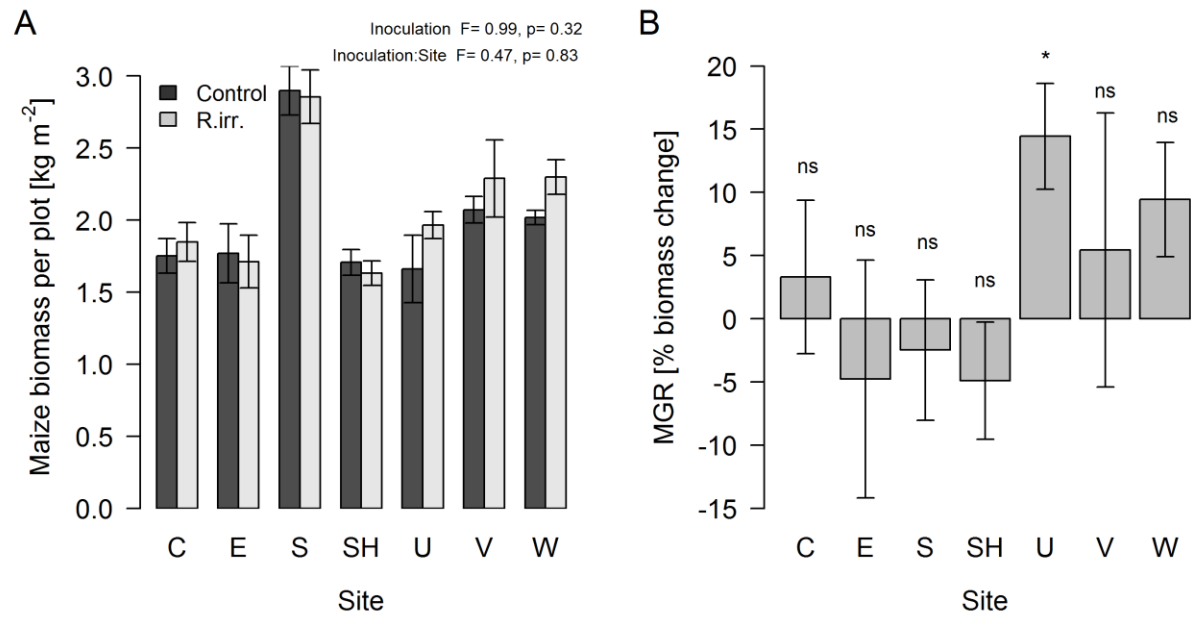 A
Inoculation F= 0.99, p= 0.32
Inoculation:Site F= 0.47, p= 0.83
Control
R.irr.
Maize biomass per plot [kg m-2]
3.0
2.5
2.0
1.5
1.0
0.5
0.0
C E S SH U V W
Site
B
MGR [% biomass change]
20
15
10
5
0
-5
-10
-15
ns ns ns ns * ns ns
C E S SH U V W
Site